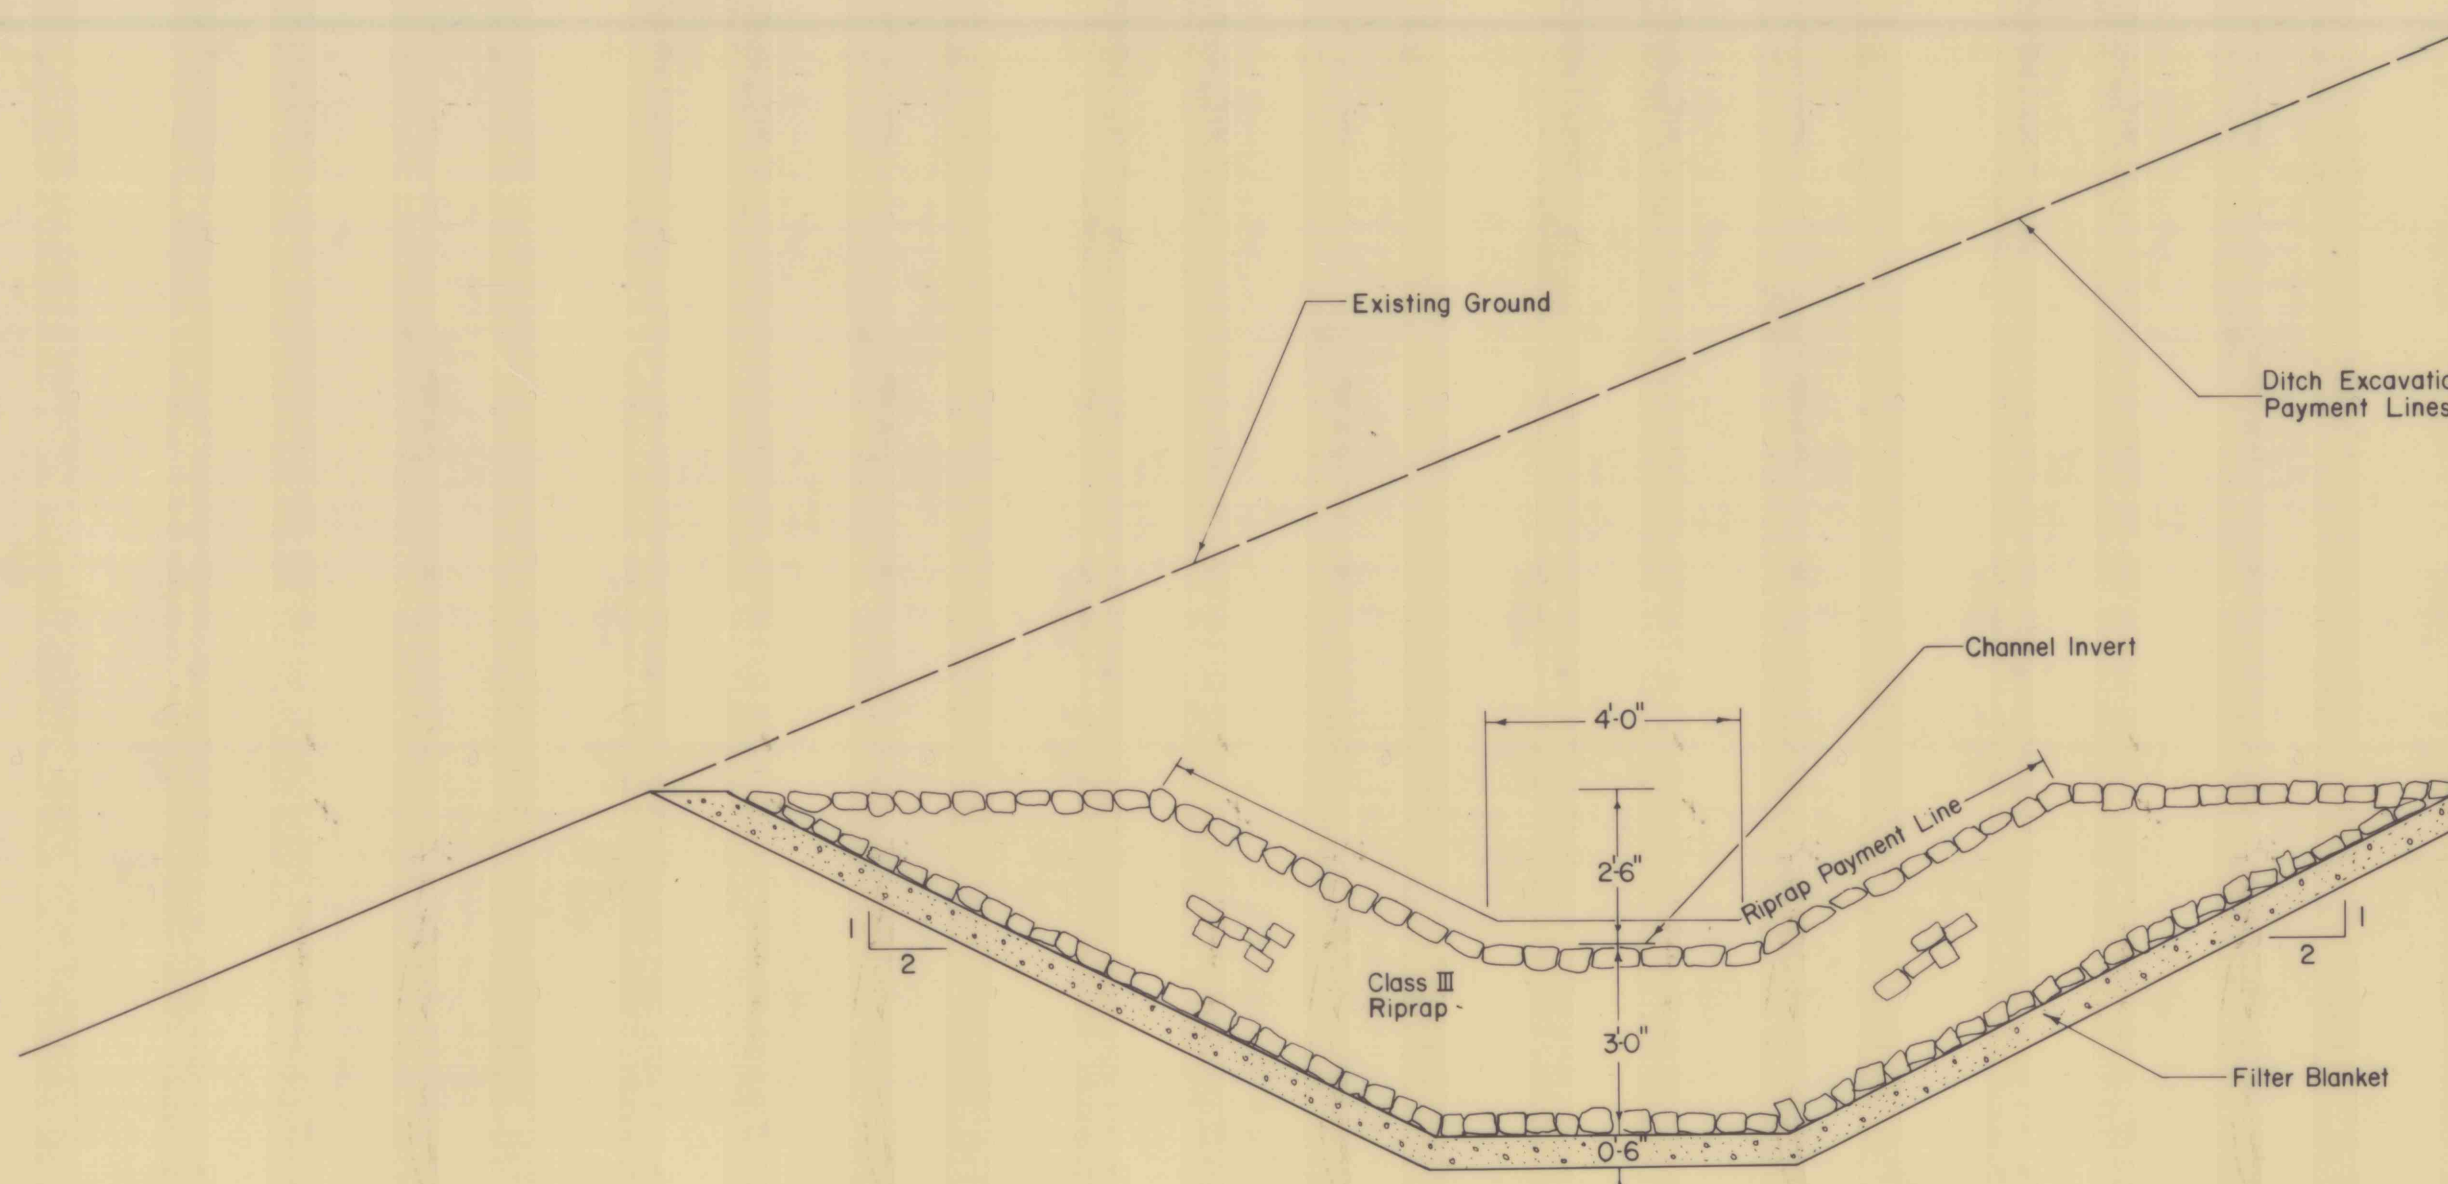 Existing Ground
Ditch Excavatio
Payment Lines
Channel Invert
4'-0"
2'-6"
Riprap Payment Line
1
2
1
2
Class III
Riprap
3'-0"
Filter Blanket
0'-6"